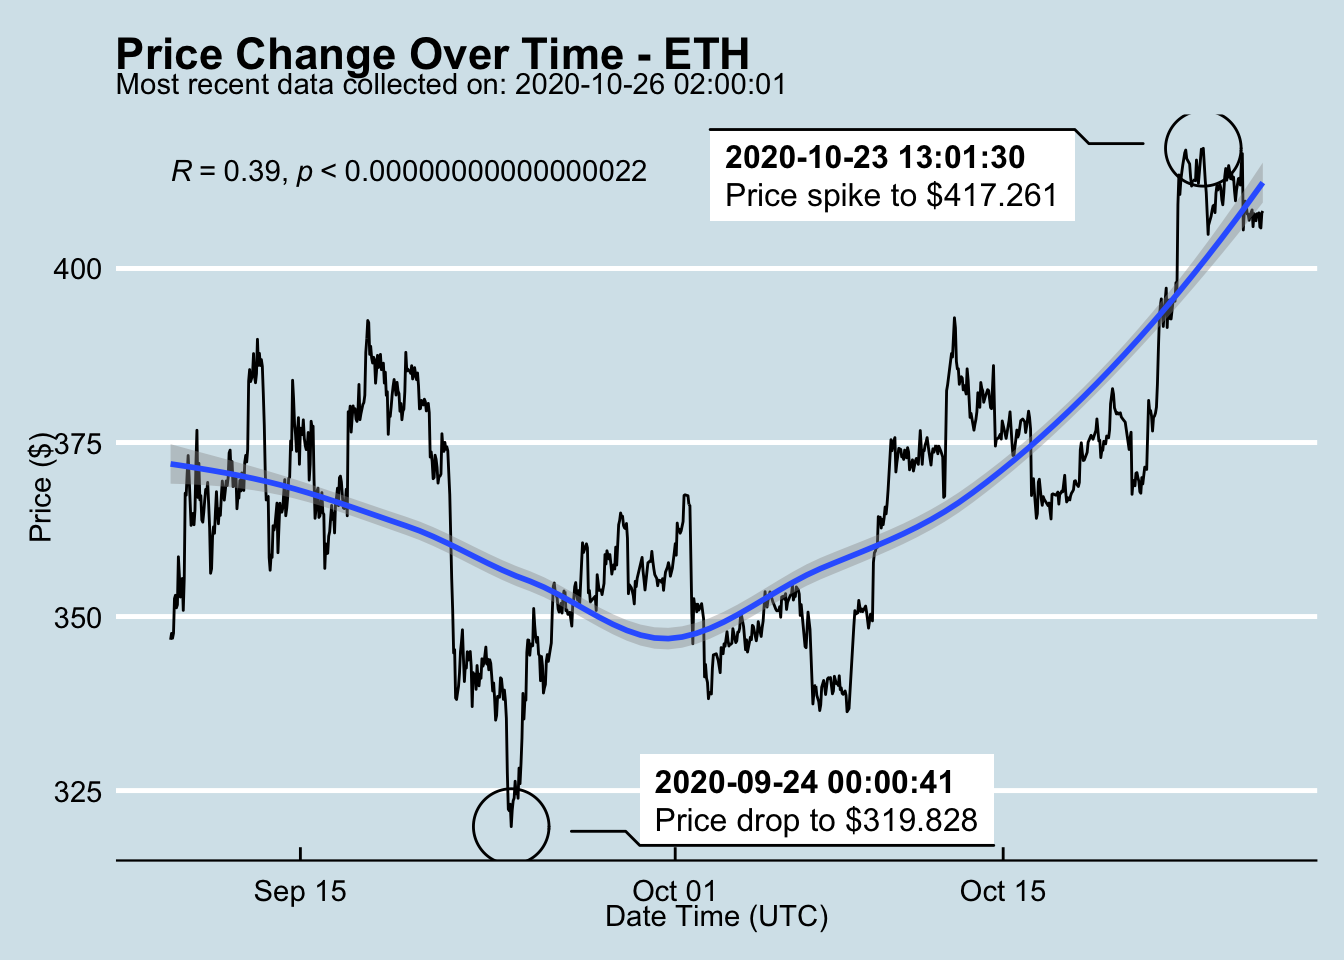 Price Change Over Time - ETH
Most recent data collected on: 2020-10-26 02:00:01
R = 0.39, p < 0.00000000000000022
2020-10-23 13:01:30
Price spike to $417.261
400
375
350
325
Price ($)
2020-09-24 00:00:41
Price drop to $319.828
Sep 15
Oct 01
Oct 15
Date Time (UTC)